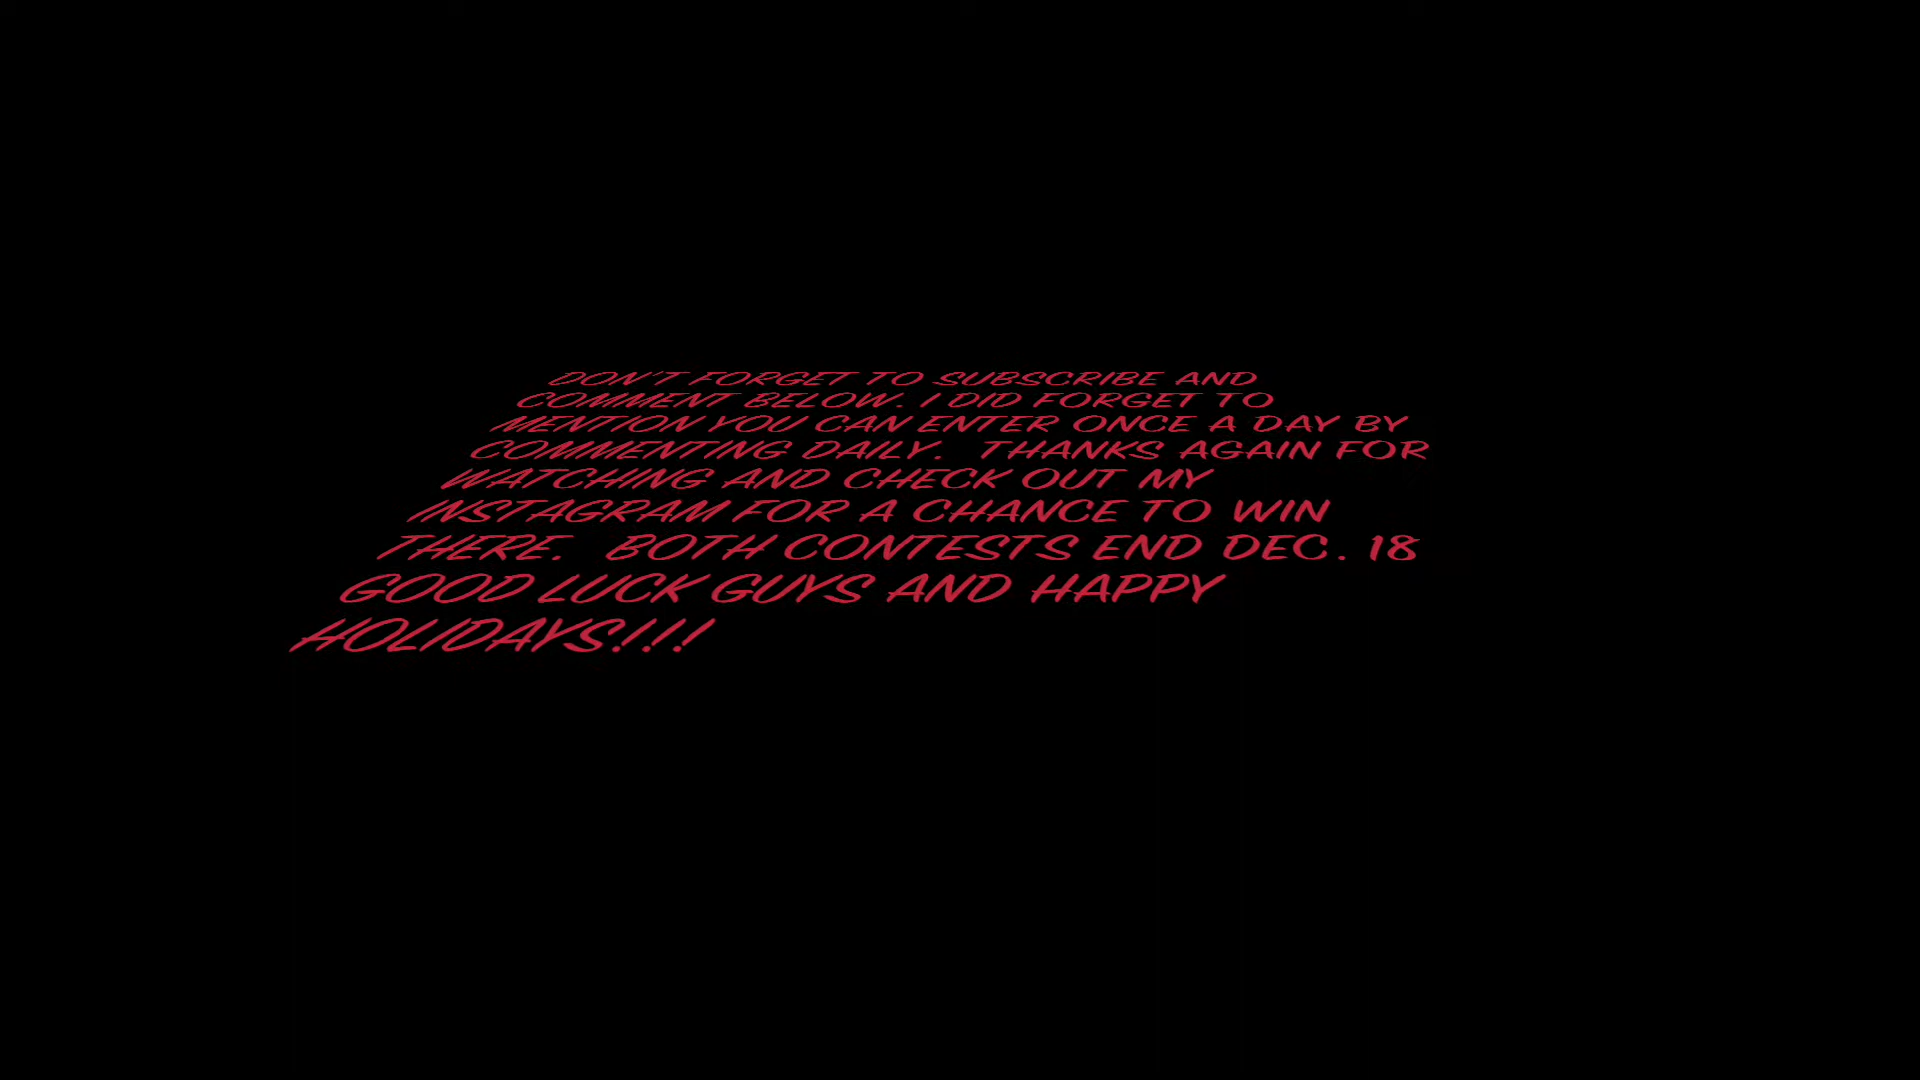 DON'T FORGET TO SUBSCRIBE AND
COMMENT BELOW. I DID FORGET TO
MENTION YOU CAN ENTER ONCE A DAY BY
COMMENTING DAILY. THANKS AGAIN FOR
WATCHING AND CHECK OUT MY
INSTAGRAM FOR A CHANCE TO WIN
THERE. BOTH CONTESTS END DEC. 18
GOOD LUCK GUYS AND HAPPY
HOLIDAYS!!!